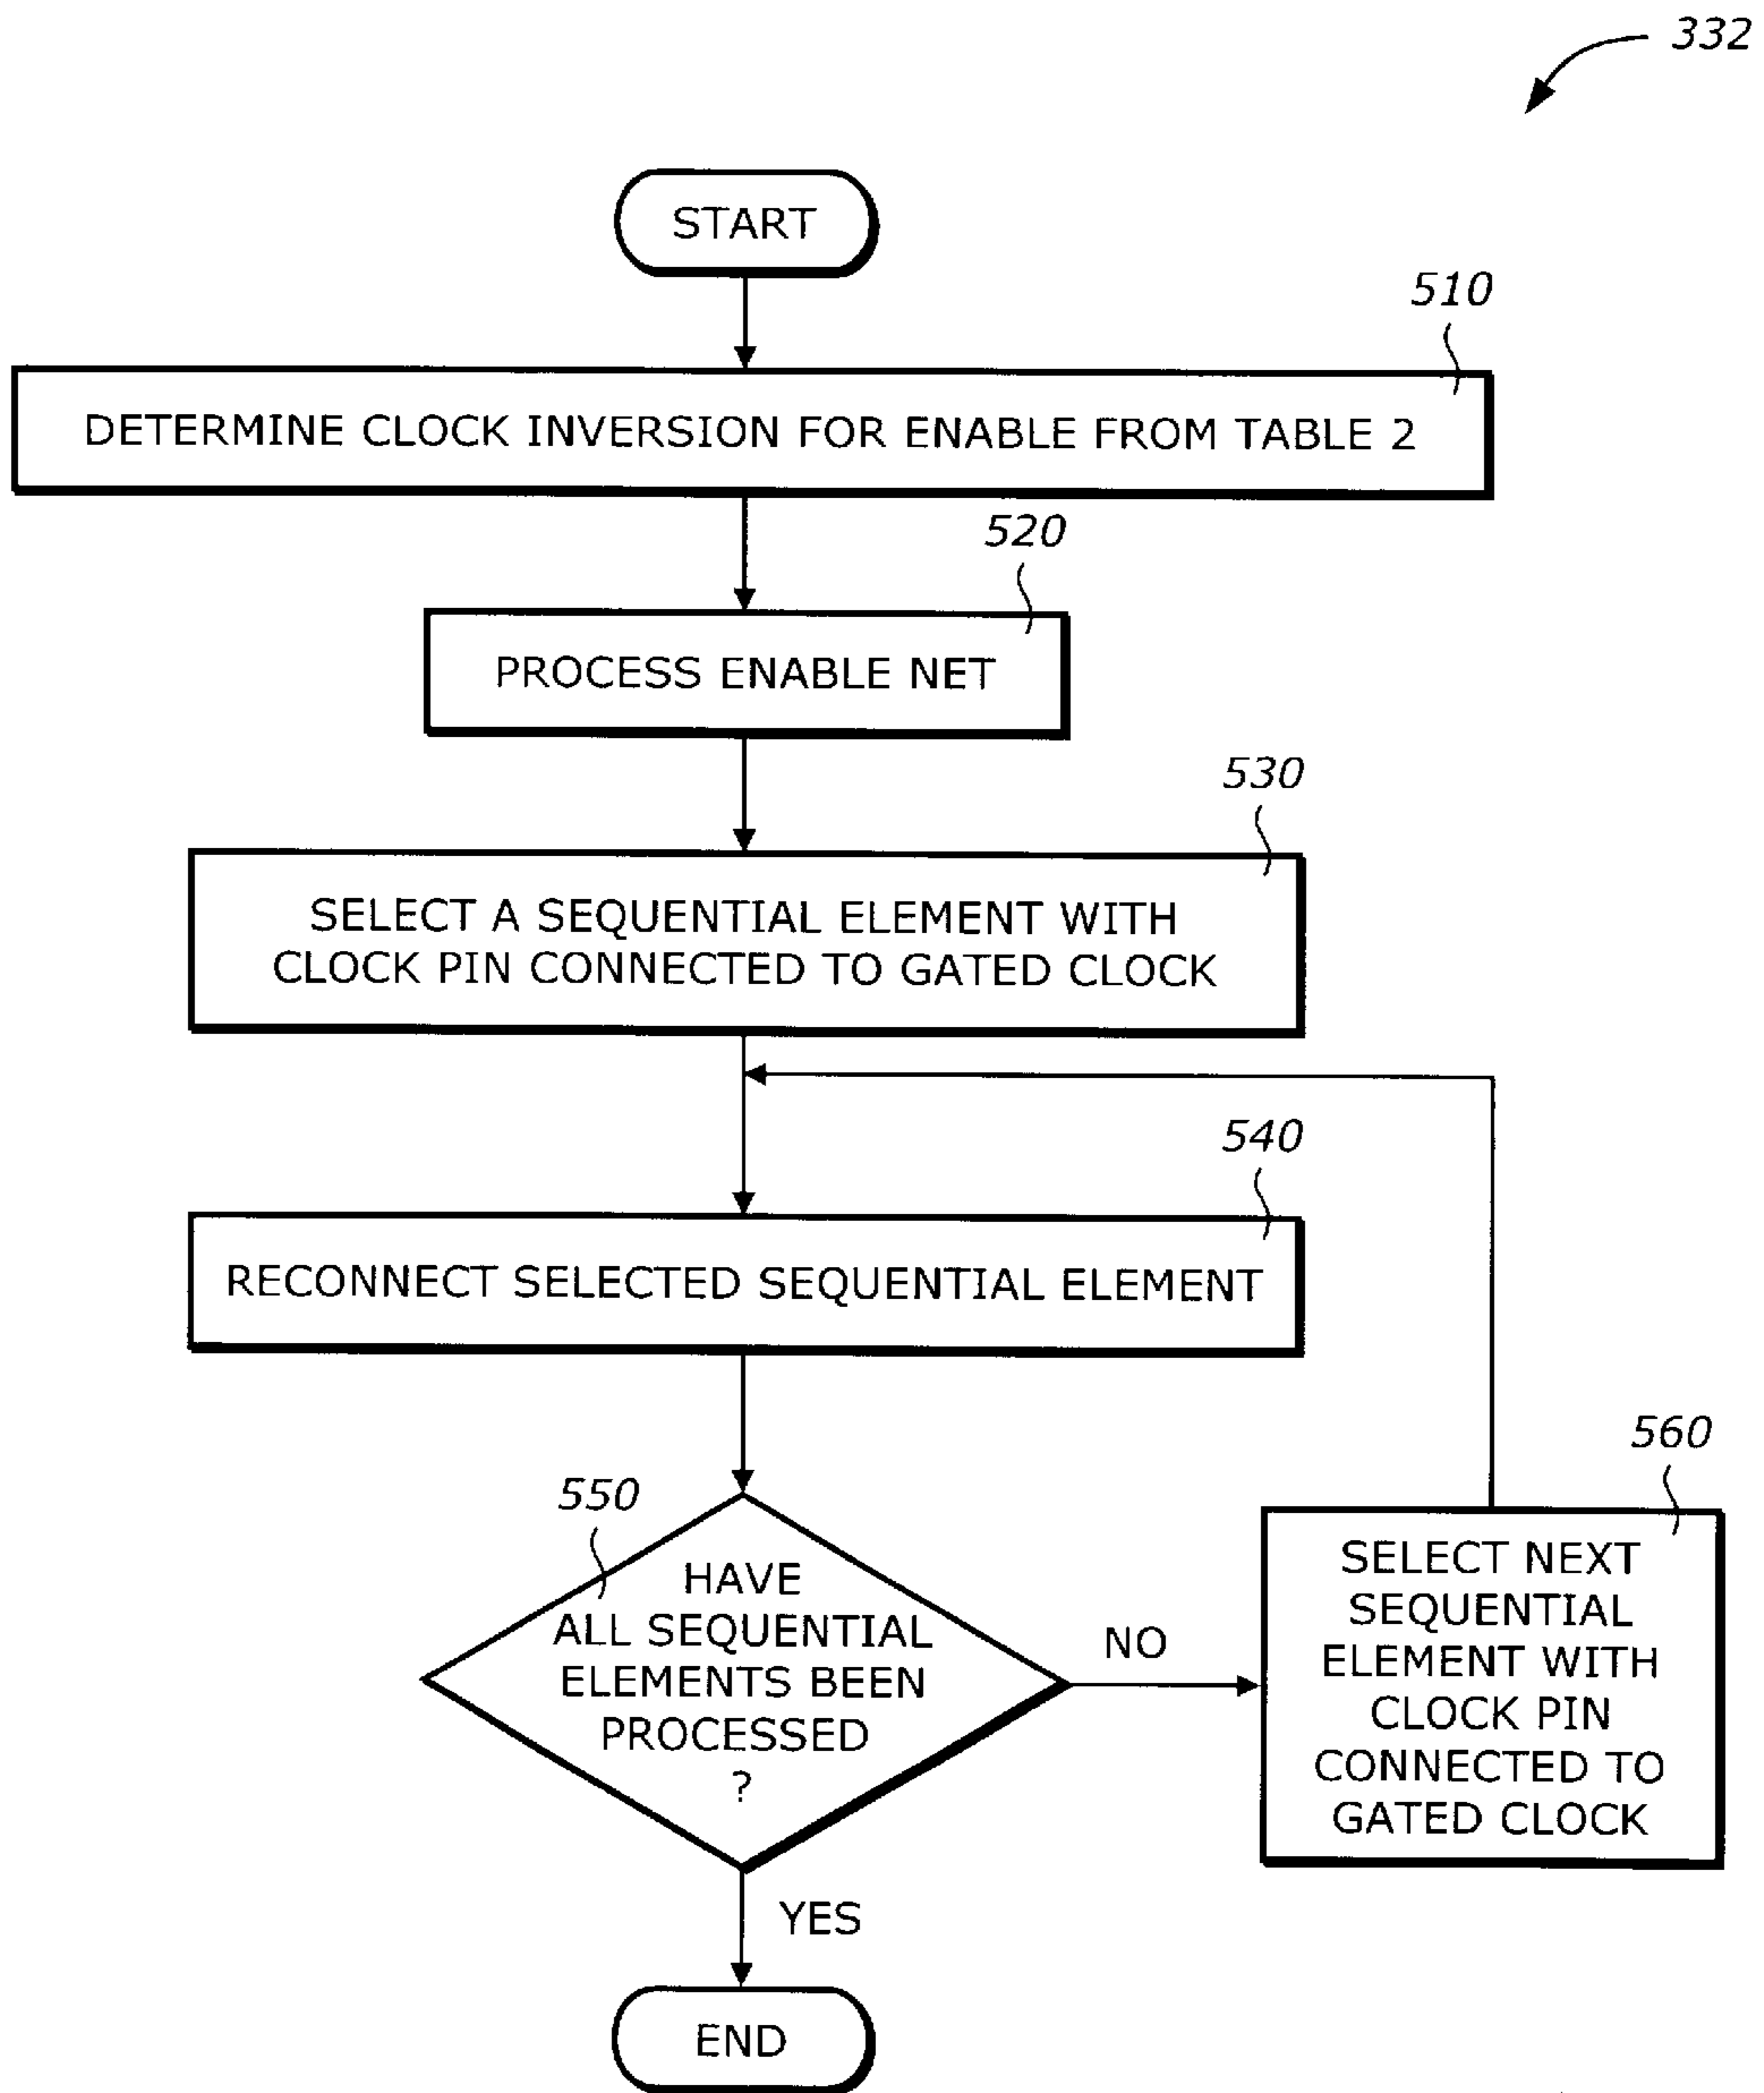 332
START
510
DETERMINE CLOCK INVERSION FOR ENABLE FROM TABLE 2
520
PROCESS ENABLE NET
530
SELECT A SEQUENTIAL ELEMENT WITH
CLOCK PIN CONNECTED TO GATED CLOCK
540
RECONNECT SELECTED SEQUENTIAL ELEMENT
550
HAVE
ALL SEQUENTIAL
ELEMENTS BEEN
PROCESSED
?
NO
560
SELECT NEXT
SEQUENTIAL
ELEMENT WITH
CLOCK PIN
CONNECTED TO
GATED CLOCK
YES
END